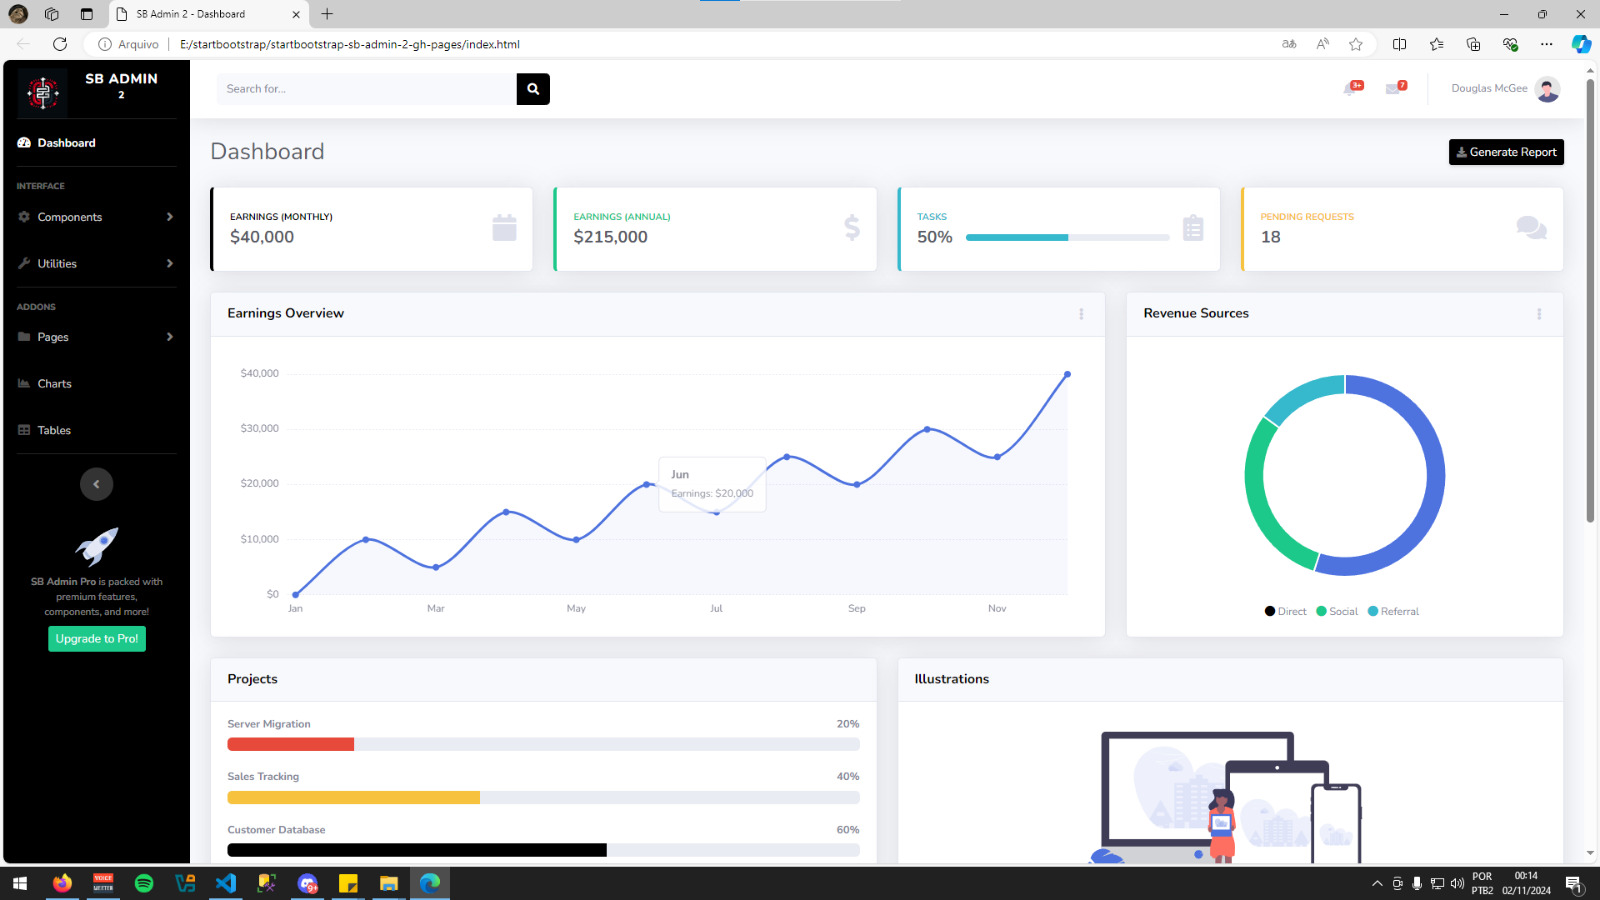 SB Admin 2 - Dashboard
Arquivo
E:/startbootstrap/startbootstrap-sb-admin-2-gh-pages/index.html
SB ADMIN
2
Search for...
3+
7
Douglas McGee
Dashboard
INTERFACE
Components
Utilities
ADDONS
Pages
Charts
Tables
SB Admin Pro is packed with
premium features,
components, and more!
Upgrade to Pro!
Dashboard
Generate Report
EARNINGS (MONTHLY)
$40,000
EARNINGS (ANNUAL)
$215,000
TASKS
50%
PENDING REQUESTS
18
Earnings Overview
$40,000
$30,000
$20,000
$10,000
$0
Jun
Earnings: $20,000
Jan Mar May Jul Sep Nov
Revenue Sources
Direct Social Referral
Projects
Server Migration 20%
Sales Tracking 40%
Customer Database 60%
Illustrations
9+
POR
PTB2
00:14
02/11/2024
1